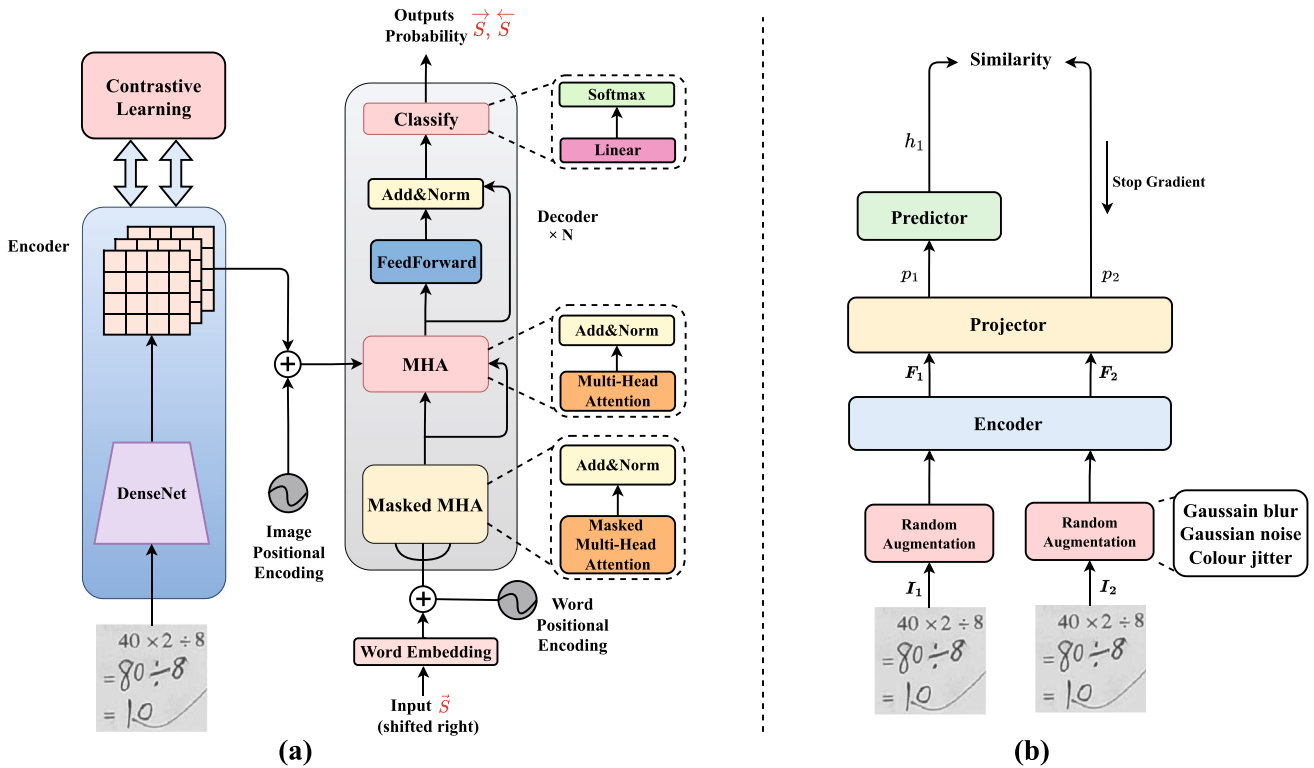 Outputs
Probability S⃗, S⃖
Contrastive
Learning
Encoder
DenseNet
40 × 2 ÷ 8
= 80 ÷ 8
= 10
Image
Positional
Encoding
Classify
Softmax
Linear
Add&Norm
Decoder
× N
FeedForward
MHA
Add&Norm
Multi-Head
Attention
Masked MHA
Add&Norm
Masked
Multi-Head
Attention
Word
Positional
Encoding
Word Embedding
Input S⃗
(shifted right)
(a)
Similarity
h₁
Stop Gradient
Predictor
p₁
p₂
Projector
F₁
F₂
Encoder
Random
Augmentation
Random
Augmentation
Gaussain blur
Gaussian noise
Colour jitter
I₁
I₂
40 × 2 ÷ 8
= 80 ÷ 8
= 10
40 × 2 ÷ 8
= 80 ÷ 8
= 10
(b)